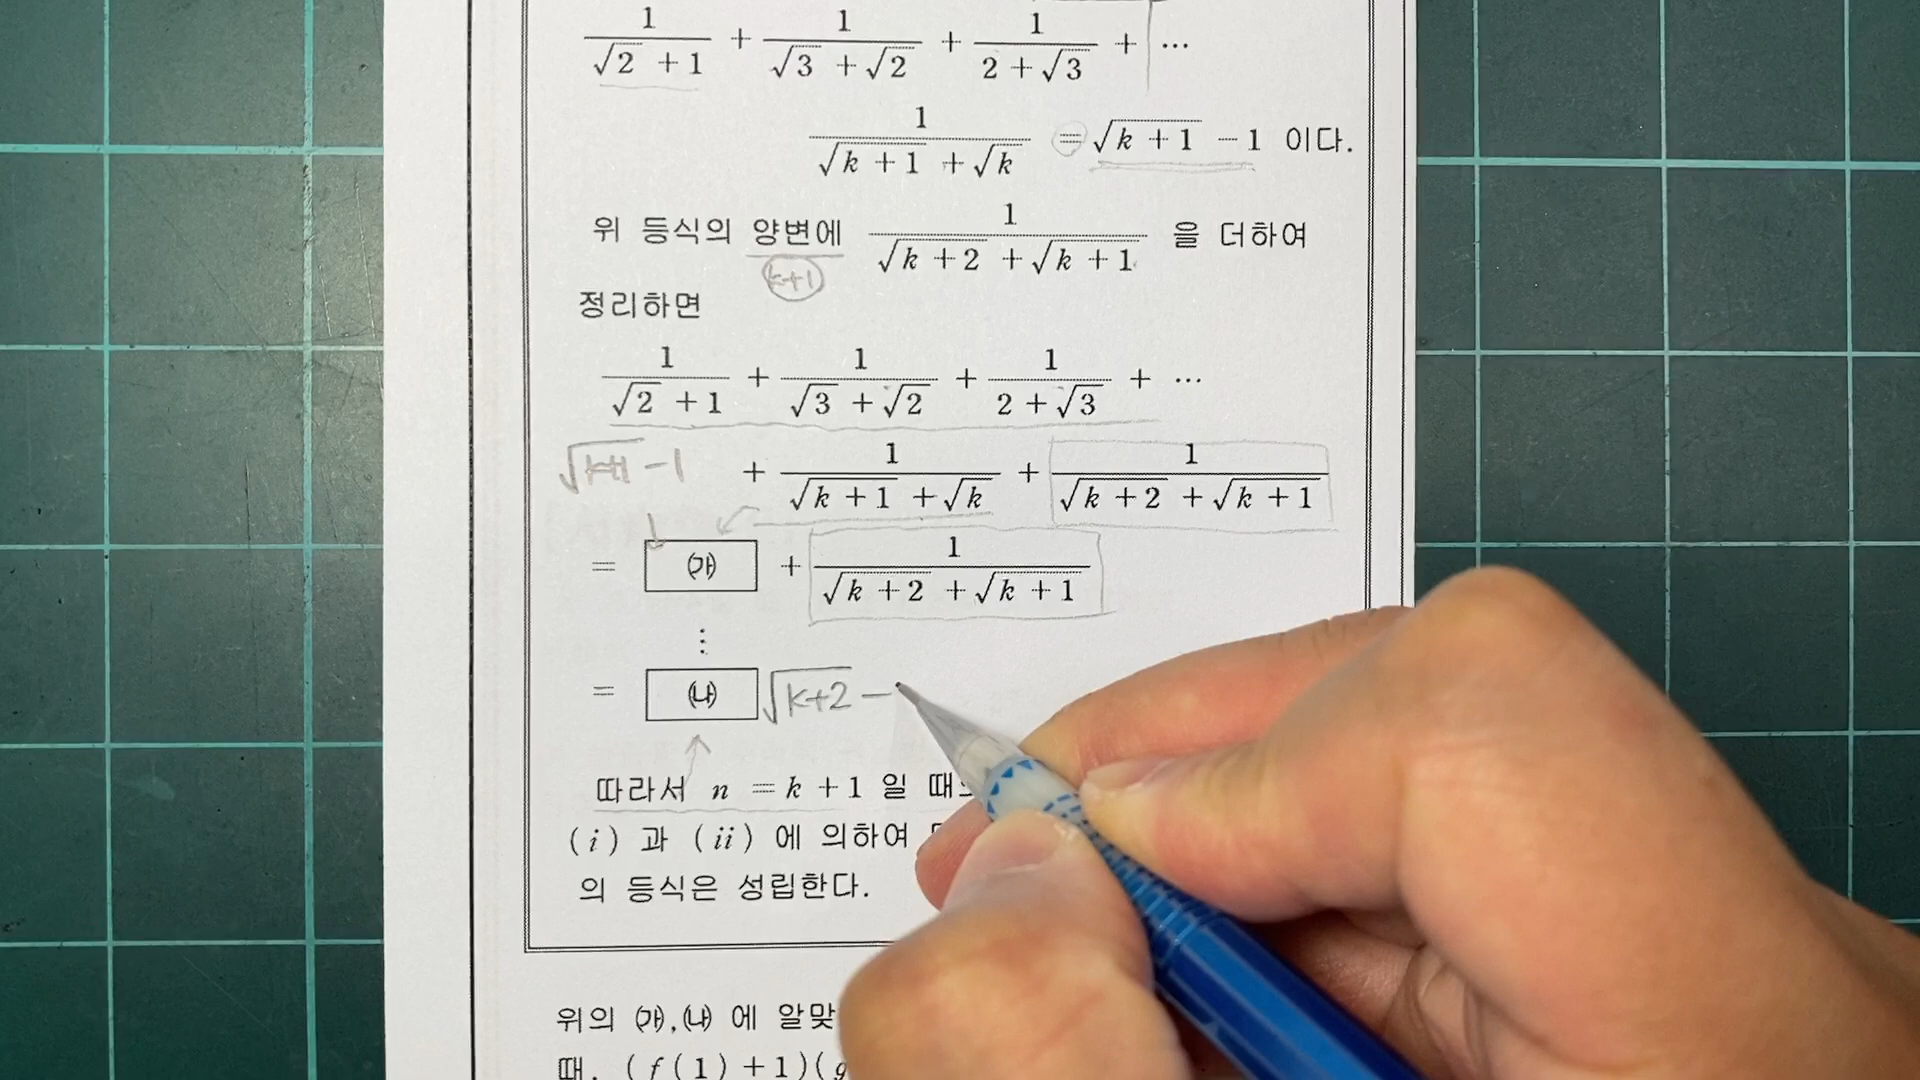 1/(√2 + 1) + 1/(√3 + √2) + 1/(2 + √3) + ⋯
1/(√(k + 1) + √k) = √(k + 1) − 1 이다.
위 등식의 양변에 1/(√(k + 2) + √(k + 1)) 을 더하여
k+1
정리하면
1/(√2 + 1) + 1/(√3 + √2) + 1/(2 + √3) + ⋯
√(k+1) − 1
+ 1/(√(k + 1) + √k) + 1/(√(k + 2) + √(k + 1))
= (가) + 1/(√(k + 2) + √(k + 1))
⋮
= (나) √(k+2) −
따라서 n = k + 1 일
(i) 과 (ii) 에 의하여
의 등식은 성립한다.
위의 (가), (나) 에
때, (f(1) + 1)(g